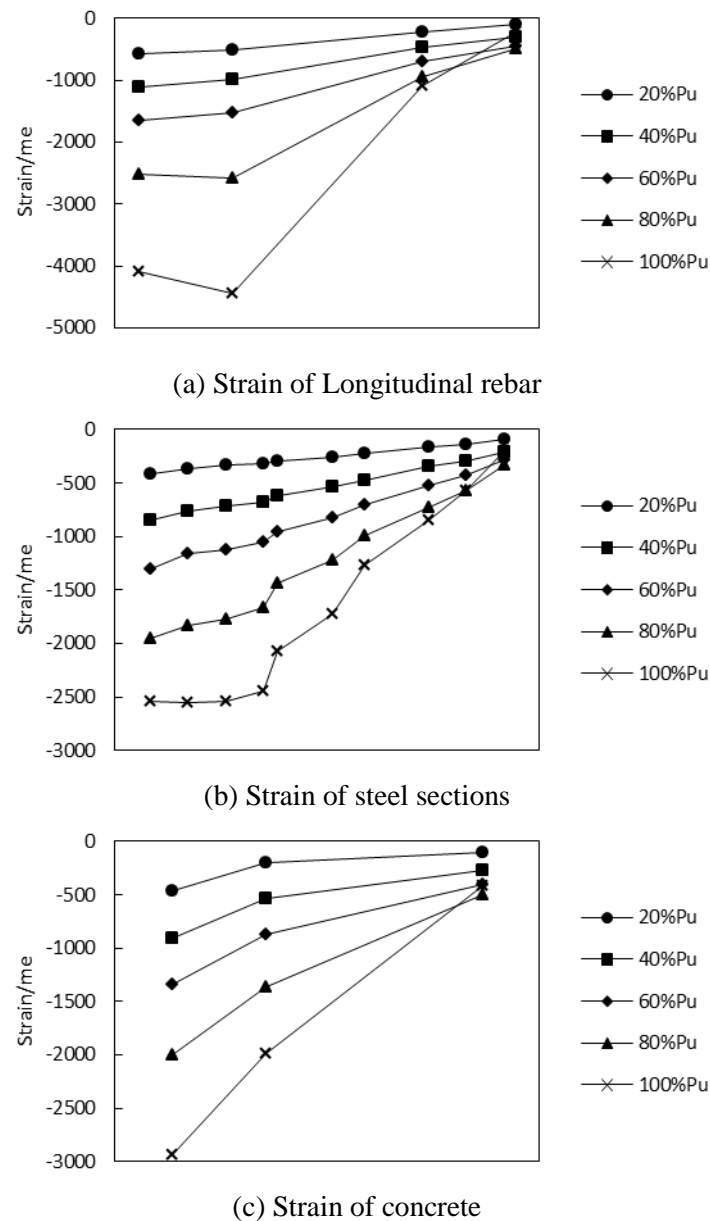 0
-1000
-2000
-3000
-4000
-5000
Strain/me
20%Pu
40%Pu
60%Pu
80%Pu
100%Pu
(a) Strain of Longitudinal rebar
0
-500
-1000
-1500
-2000
-2500
-3000
Strain/me
20%Pu
40%Pu
60%Pu
80%Pu
100%Pu
(b) Strain of steel sections
0
-500
-1000
-1500
-2000
-2500
-3000
Strain/me
20%Pu
40%Pu
60%Pu
80%Pu
100%Pu
(c) Strain of concrete